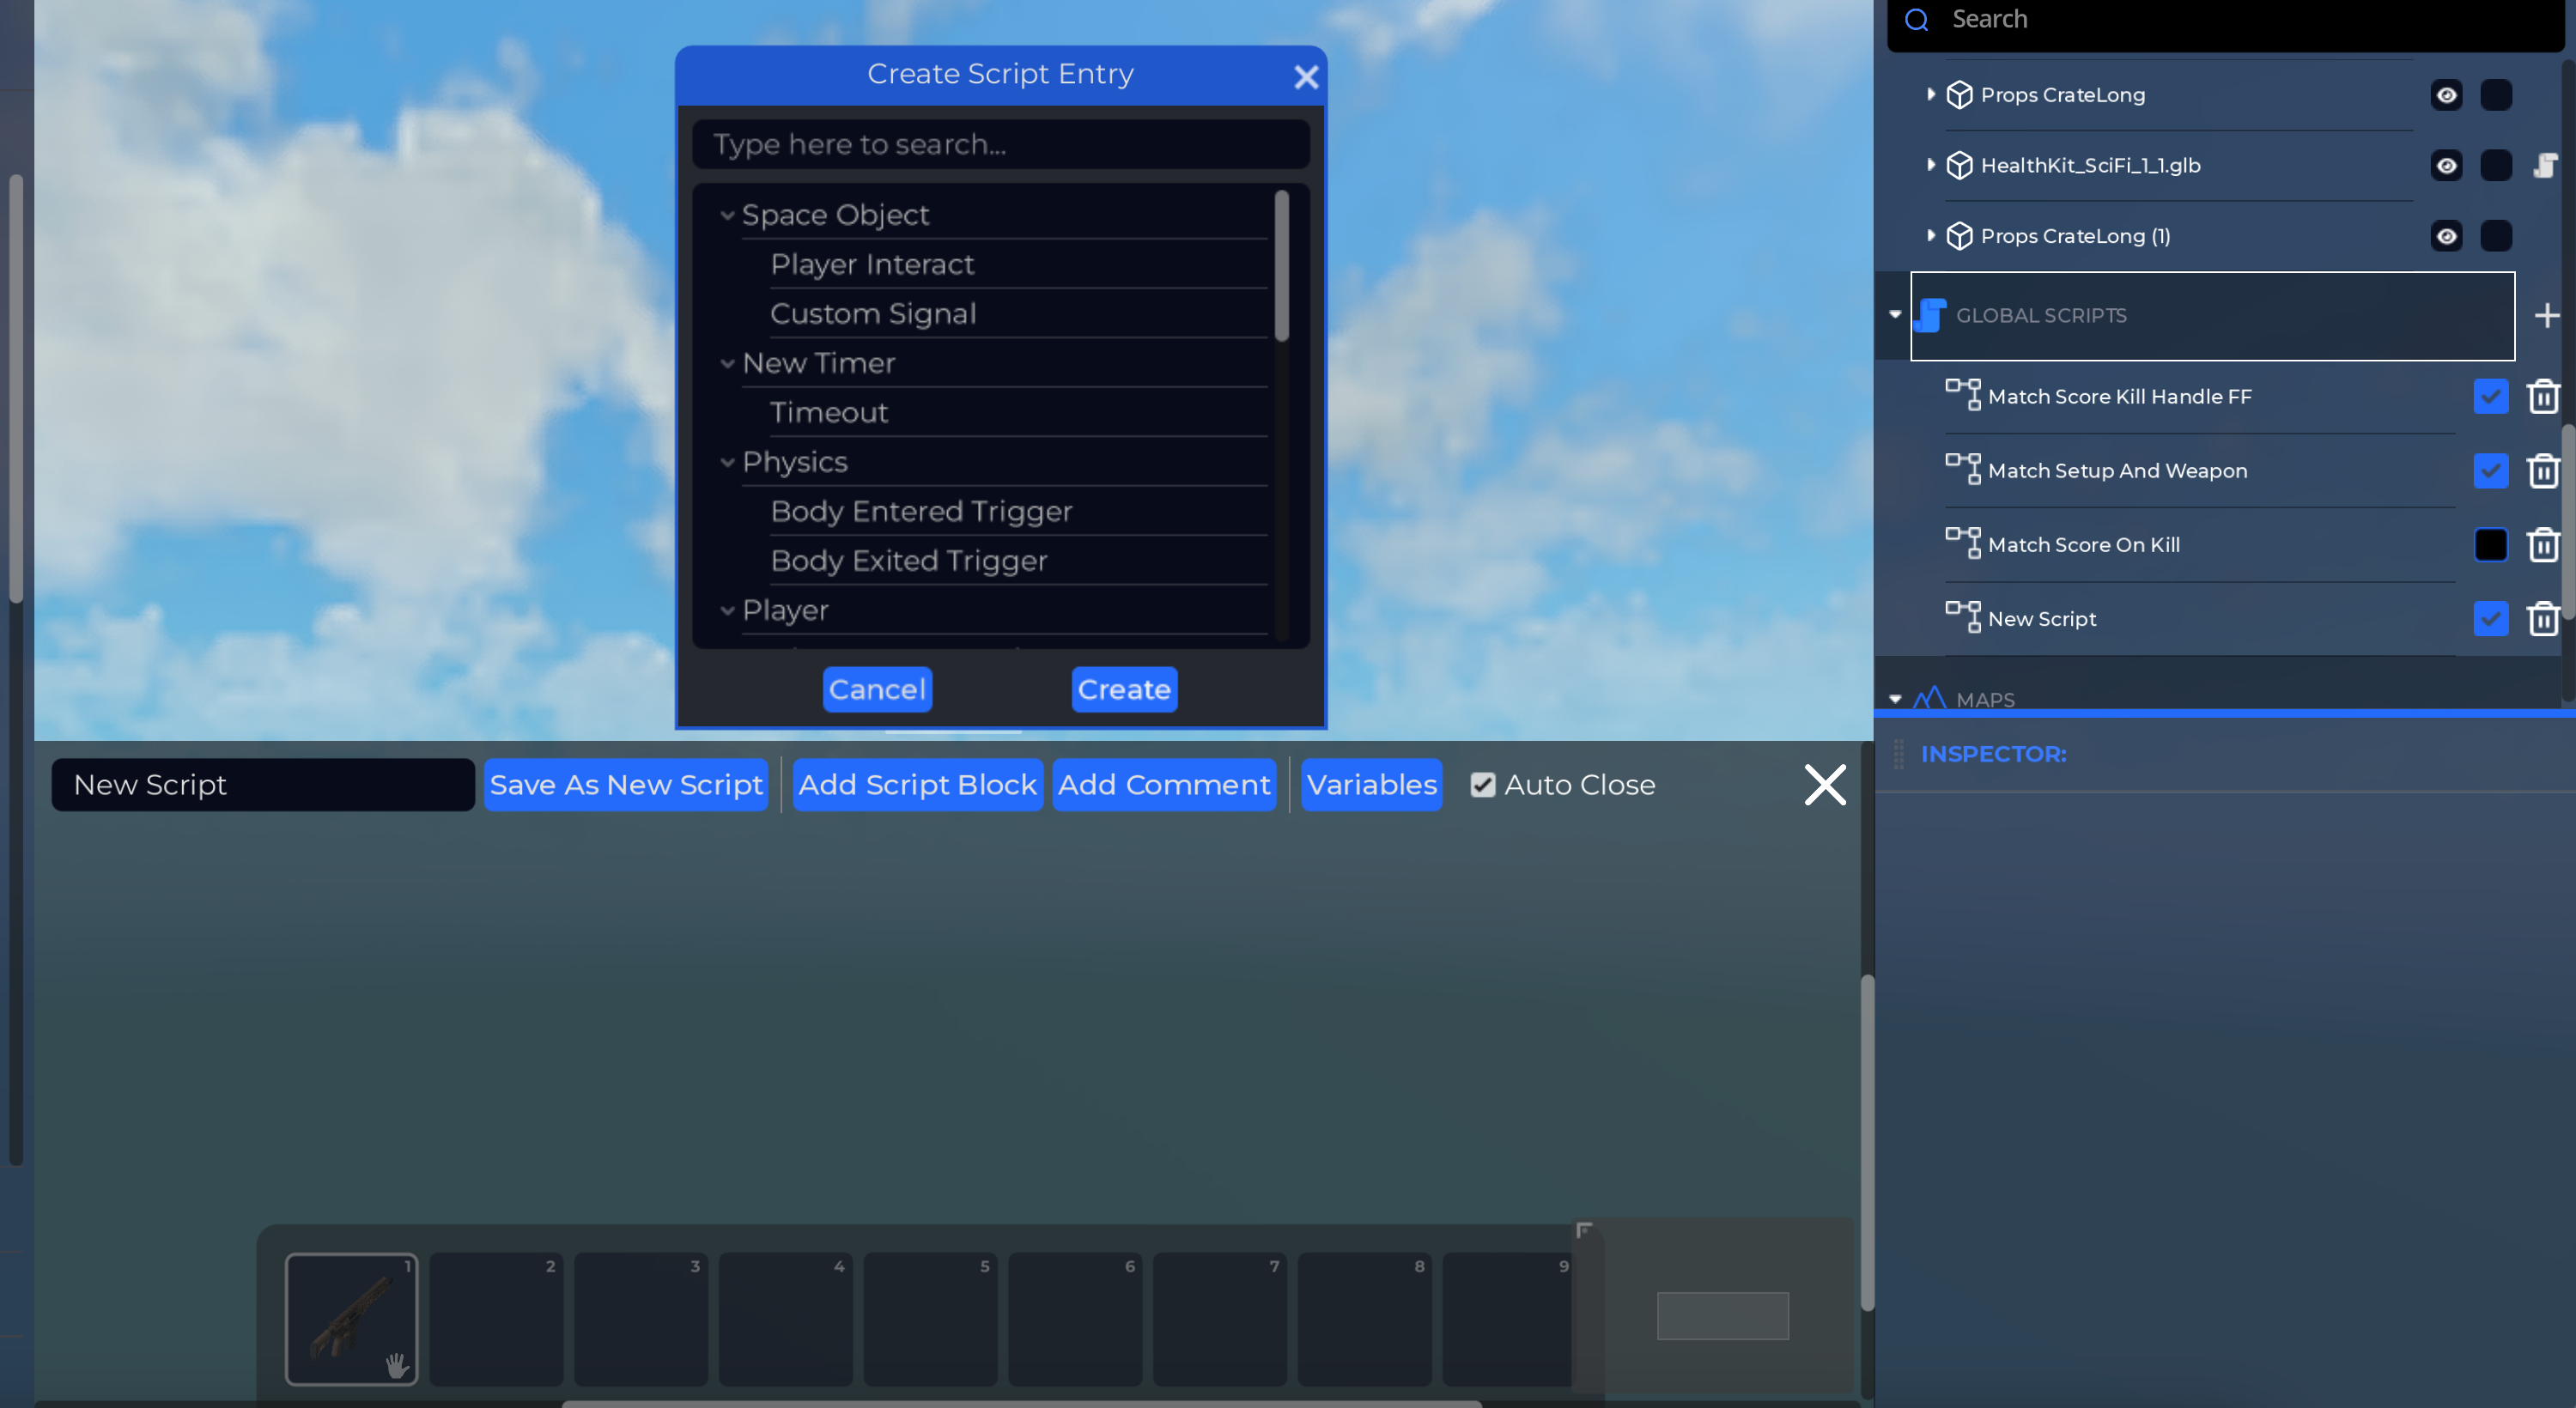 Create Script Entry
Type here to search...
Space Object
Player Interact
Custom Signal
New Timer
Timeout
Physics
Body Entered Trigger
Body Exited Trigger
Player
Cancel
Create
New Script
Save As New Script
Add Script Block
Add Comment
Variables
Auto Close
1
2
3
4
5
6
7
8
9
Search
Props CrateLong
HealthKit_SciFi_1_1.glb
Props CrateLong (1)
GLOBAL SCRIPTS
Match Score Kill Handle FF
Match Setup And Weapon
Match Score On Kill
New Script
MAPS
INSPECTOR: